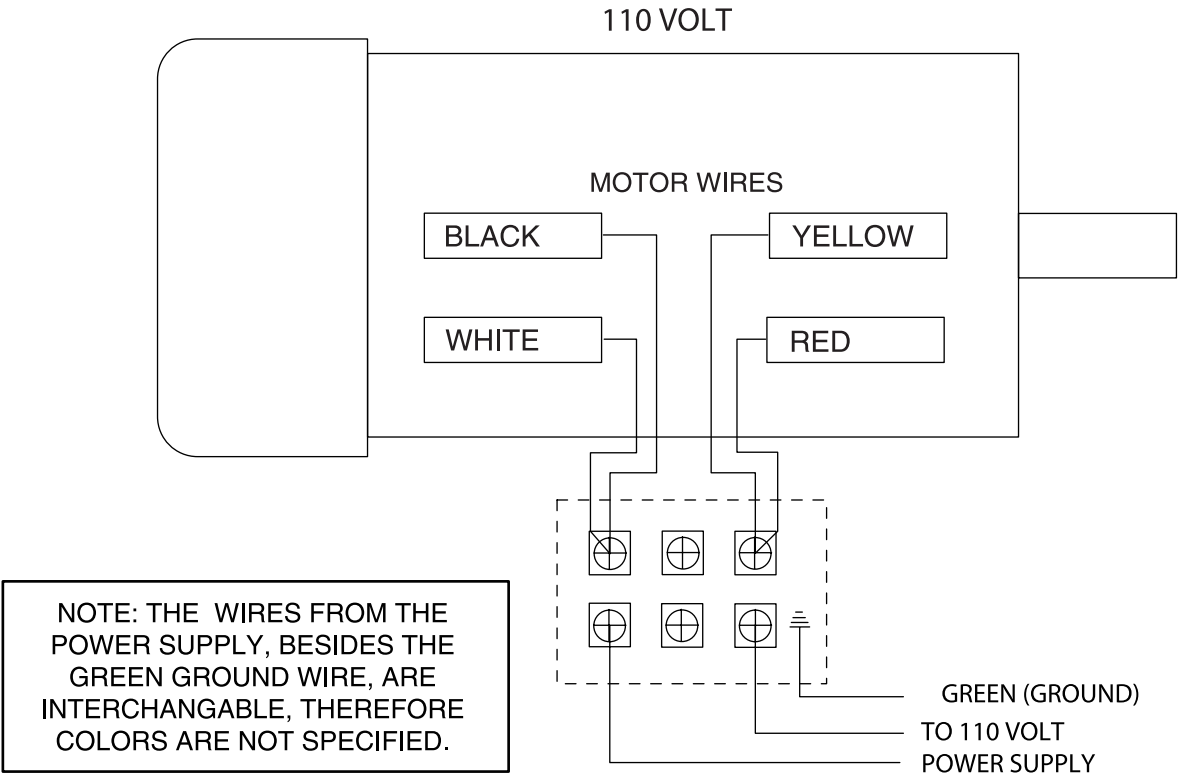 110 VOLT
MOTOR WIRES
BLACK
YELLOW
WHITE
RED
NOTE: THE WIRES FROM THE
POWER SUPPLY, BESIDES THE
GREEN GROUND WIRE, ARE
INTERCHANGABLE, THEREFORE
COLORS ARE NOT SPECIFIED.
GREEN (GROUND)
TO 110 VOLT
POWER SUPPLY